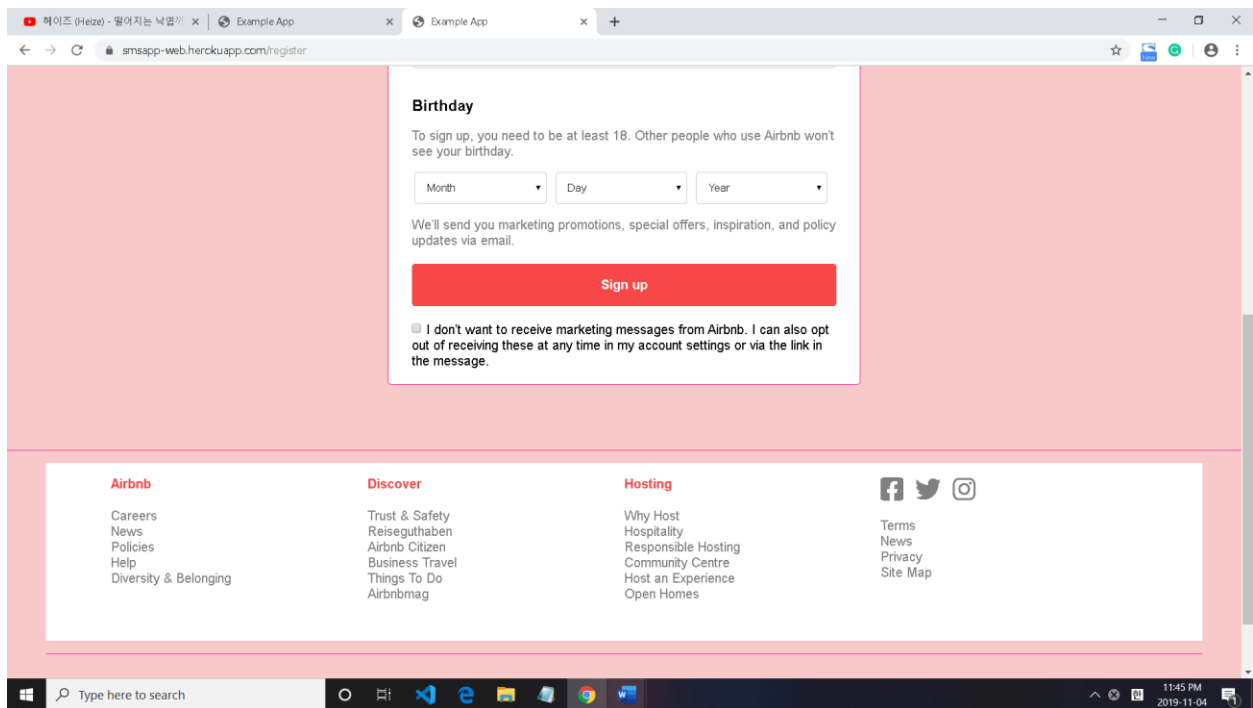 헤이즈 (Heize) - 떨어지는 낙엽까
Example App
Example App
smsapp-web.herokuapp.com/register
New
Birthday
To sign up, you need to be at least 18. Other people who use Airbnb won't
see your birthday.
Month Day Year
We'll send you marketing promotions, special offers, inspiration, and policy
updates via email.
Sign up
I don't want to receive marketing messages from Airbnb. I can also opt
out of receiving these at any time in my account settings or via the link in
the message.
Airbnb
Careers
News
Policies
Help
Diversity & Belonging
Discover
Trust & Safety
Reiseguthaben
Airbnb Citizen
Business Travel
Things To Do
Airbnbmag
Hosting
Why Host
Hospitality
Responsible Hosting
Community Centre
Host an Experience
Open Homes
Terms
News
Privacy
Site Map
Type here to search
한
11:45 PM
2019-11-04
1